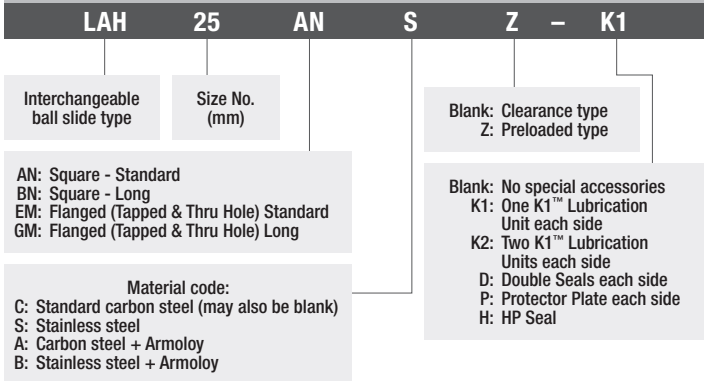 LAH 25 AN S Z – K1
Interchangeable
ball slide type
Size No.
(mm)
Blank: Clearance type
Z: Preloaded type
AN: Square - Standard
BN: Square - Long
EM: Flanged (Tapped & Thru Hole) Standard
GM: Flanged (Tapped & Thru Hole) Long
Blank: No special accessories
K1: One K1™ Lubrication
Unit each side
K2: Two K1™ Lubrication
Units each side
D: Double Seals each side
P: Protector Plate each side
H: HP Seal
Material code:
C: Standard carbon steel (may also be blank)
S: Stainless steel
A: Carbon steel + Armoloy
B: Stainless steel + Armoloy